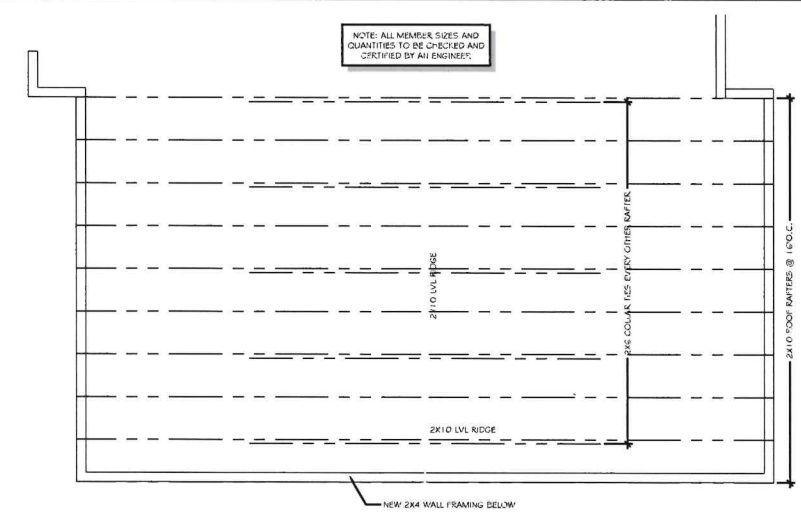 NOTE: ALL MEMBER SIZES AND
QUANTITIES TO BE CHECKED AND
CERTIFIED BY AN ENGINEER.
2X10 LVL RIDGE
2X6 COLLAR TIES EVERY OTHER RAFTER
2X10 ROOF RAFTERS @ 16"O.C.
2X10 LVL RIDGE
NEW 2X4 WALL FRAMING BELOW